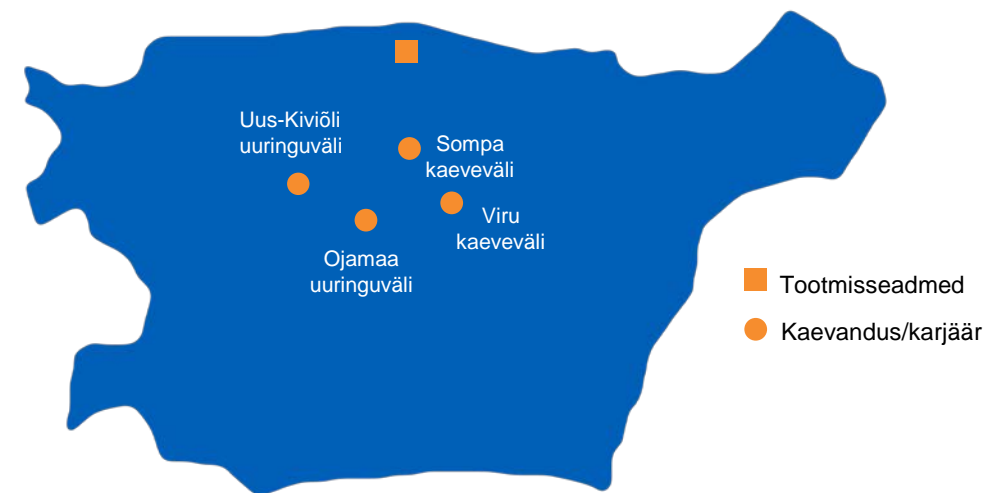 Uus-Kiviõli
uuringuväli
Sompa
kaeveväli
Viru
kaeveväli
Ojamaa
uuringuväli
Tootmisseadmed
Kaevandus/karjäär